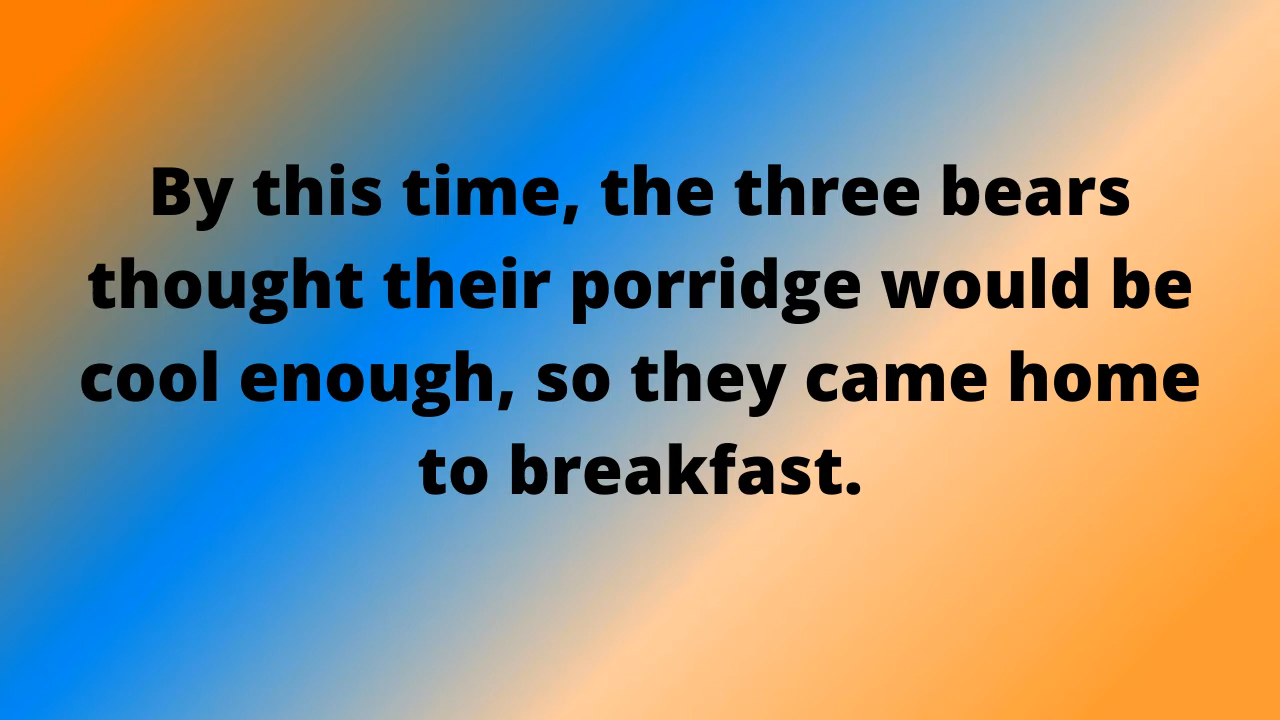 By this time, the three bears
thought their porridge would be
cool enough, so they came home
to breakfast.